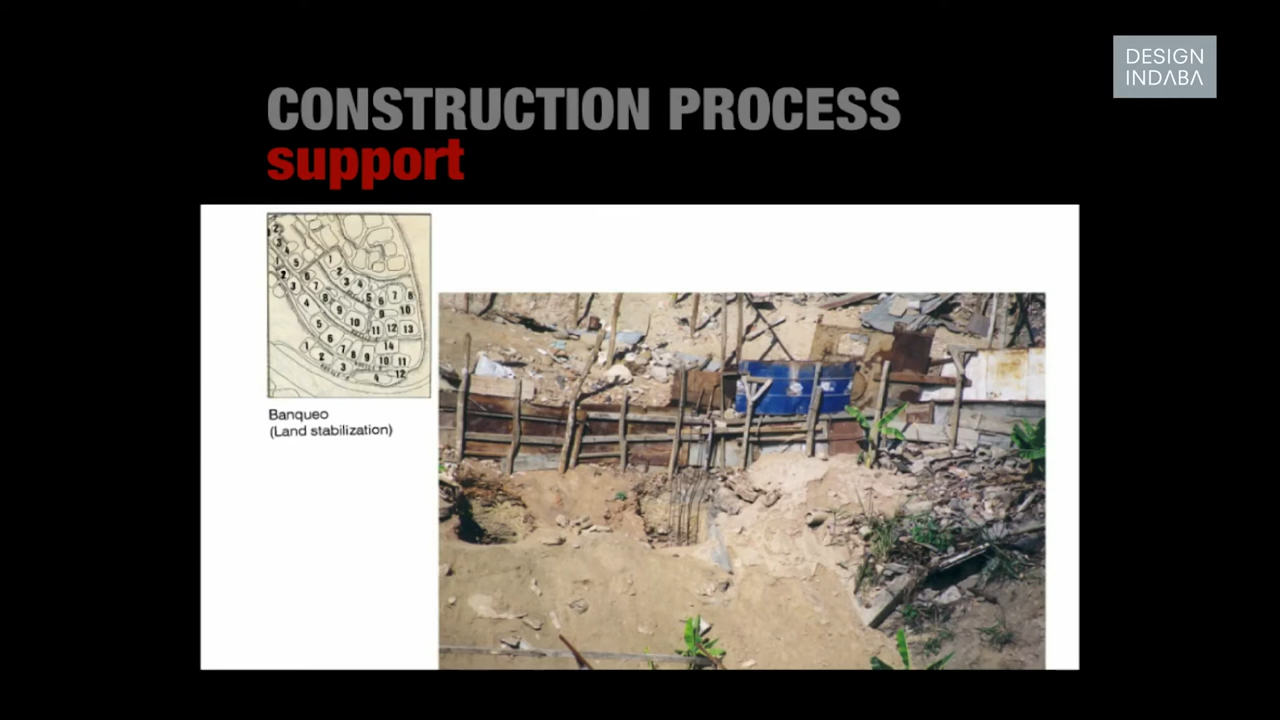 DESIGN
INDABA
CONSTRUCTION PROCESS
support
Banqueo
(Land stabilization)